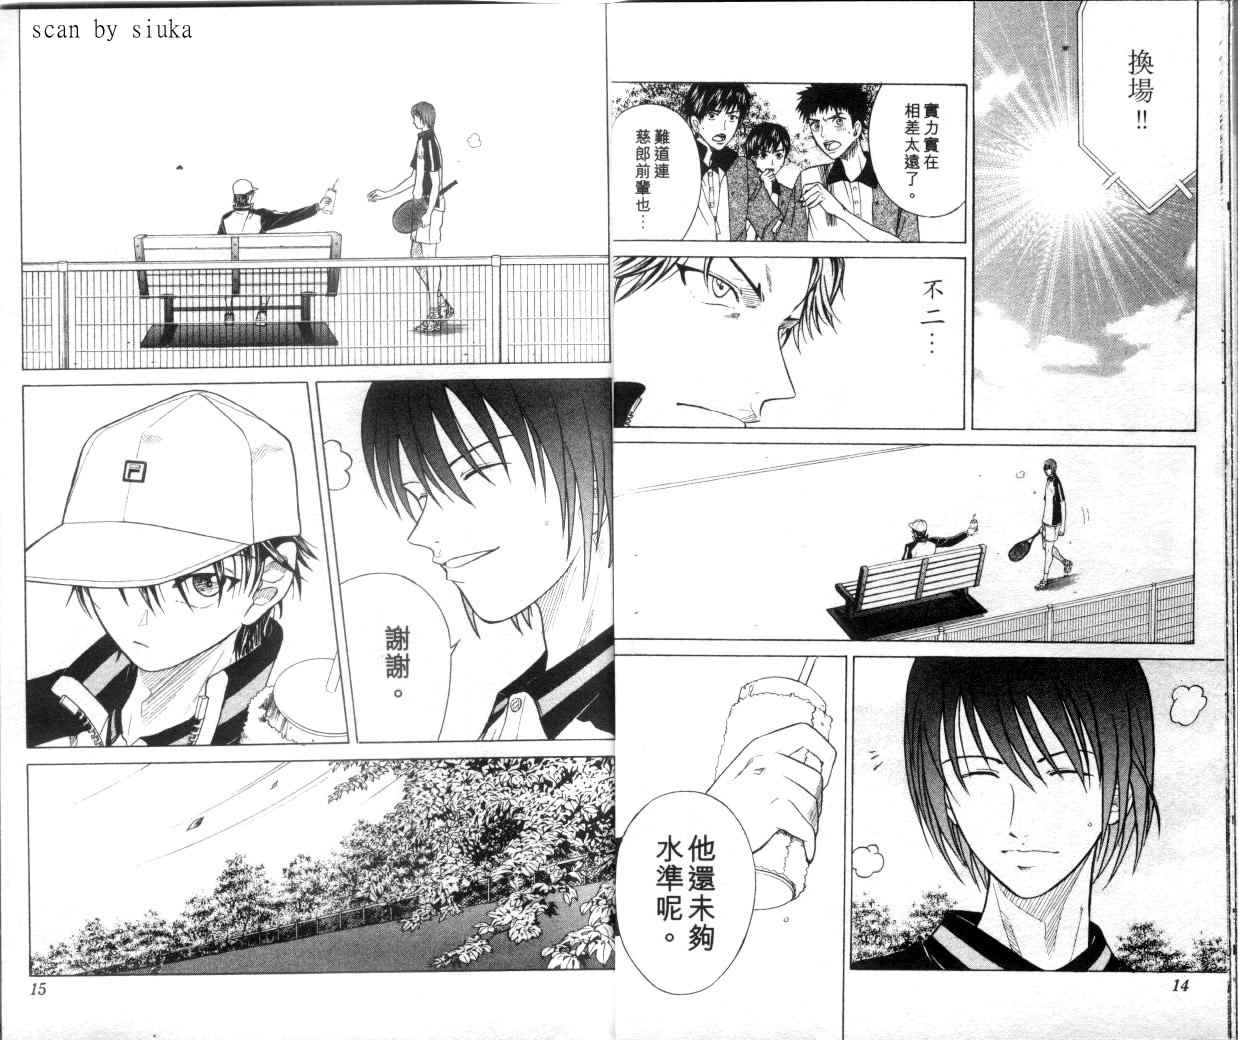 scan by siuka
換場!!
實力實在
相差太遠了。
難道連
慈郎前輩也…
不二…
他還未夠
水準呢。
14
謝謝。
F
15